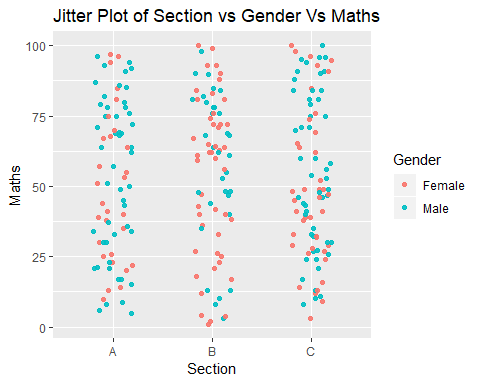 Jitter Plot of Section vs Gender Vs Maths
100
75
50
25
0
Maths
A
B
C
Section
Gender
Female
Male